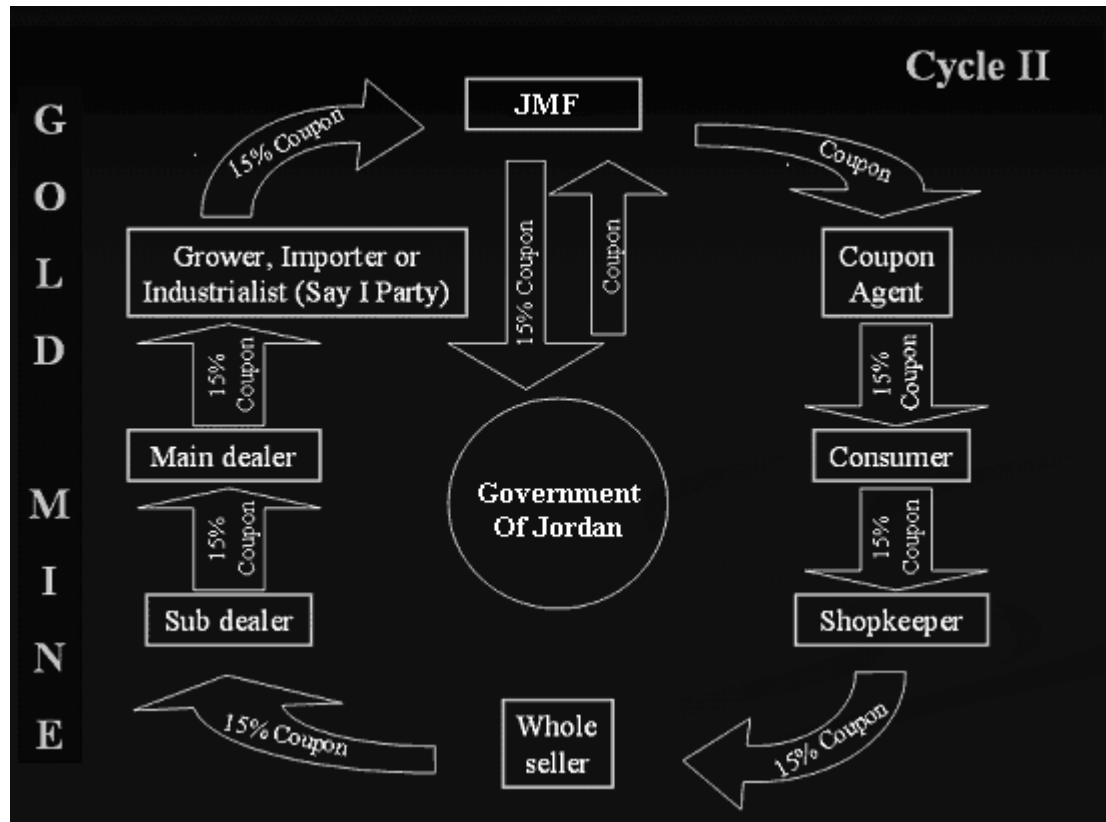 Cycle II
GOLD MINE
JMF
15% Coupon
Coupon
15% Coupon
Coupon
Grower, Importer or
Industrialist (Say I Party)
Coupon
Agent
15%
Coupon
15%
Coupon
Main dealer
Consumer
Government
Of Jordan
15%
Coupon
15%
Coupon
Sub dealer
Shopkeeper
15% Coupon
Whole
seller
15% Coupon